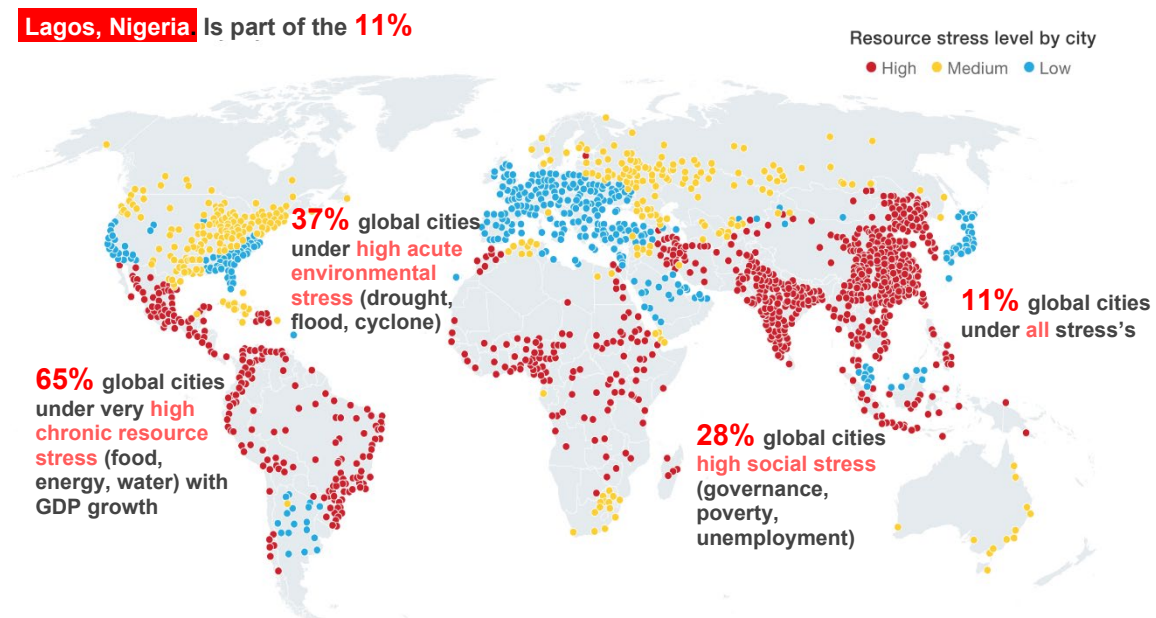 Lagos, Nigeria. Is part of the 11%
Resource stress level by city
High Medium Low
37% global cities
under high acute
environmental
stress (drought,
flood, cyclone)
11% global cities
under all stress’s
65% global cities
under very high
chronic resource
stress (food,
energy, water) with
GDP growth
28% global cities
high social stress
(governance,
poverty,
unemployment)